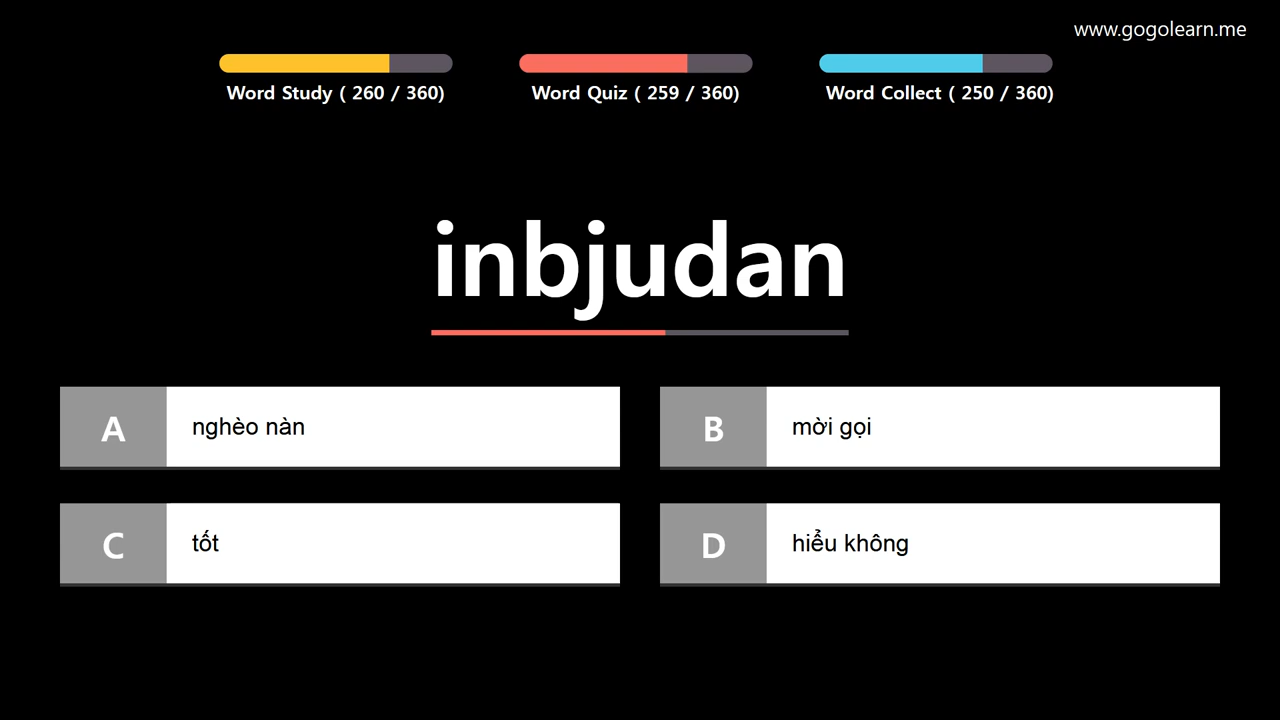 www.gogolearn.me
Word Study ( 260 / 360)
Word Quiz ( 259 / 360)
Word Collect ( 250 / 360)
inbjudan
A nghèo nàn
B mời gọi
C tốt
D hiểu không